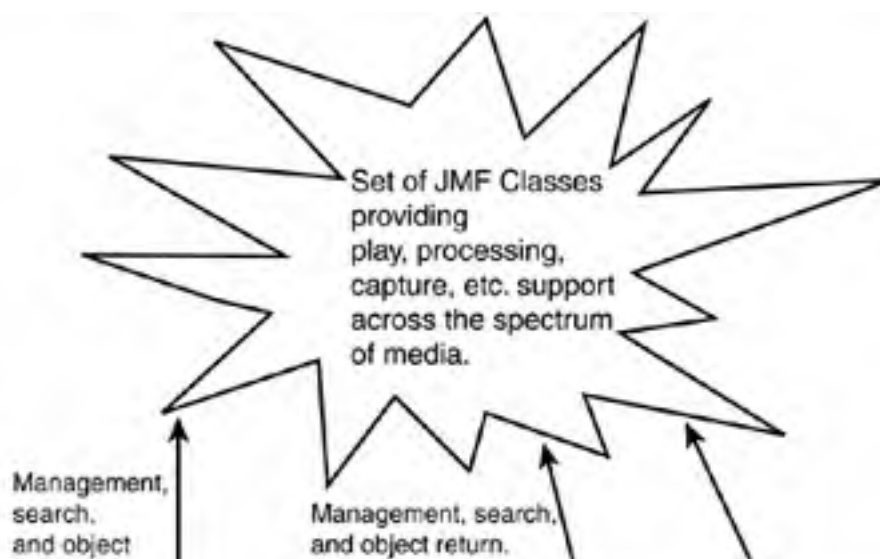 Set of JMF Classes
providing
play, processing,
capture, etc. support
across the spectrum
of media.
Management,
search,
and object
Management, search,
and object return.